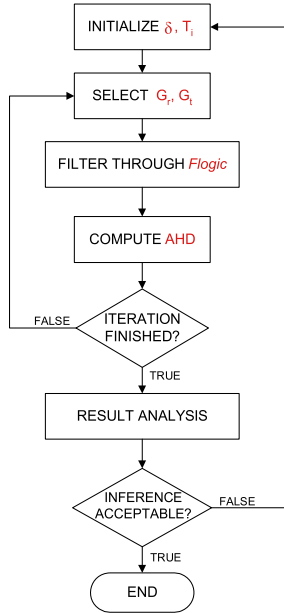 INITIALIZE δ, Tᵢ
SELECT Gᵣ, Gₜ
FILTER THROUGH Flogic
COMPUTE AHD
ITERATION
FINISHED?
FALSE
TRUE
RESULT ANALYSIS
INFERENCE
ACCEPTABLE?
FALSE
TRUE
END